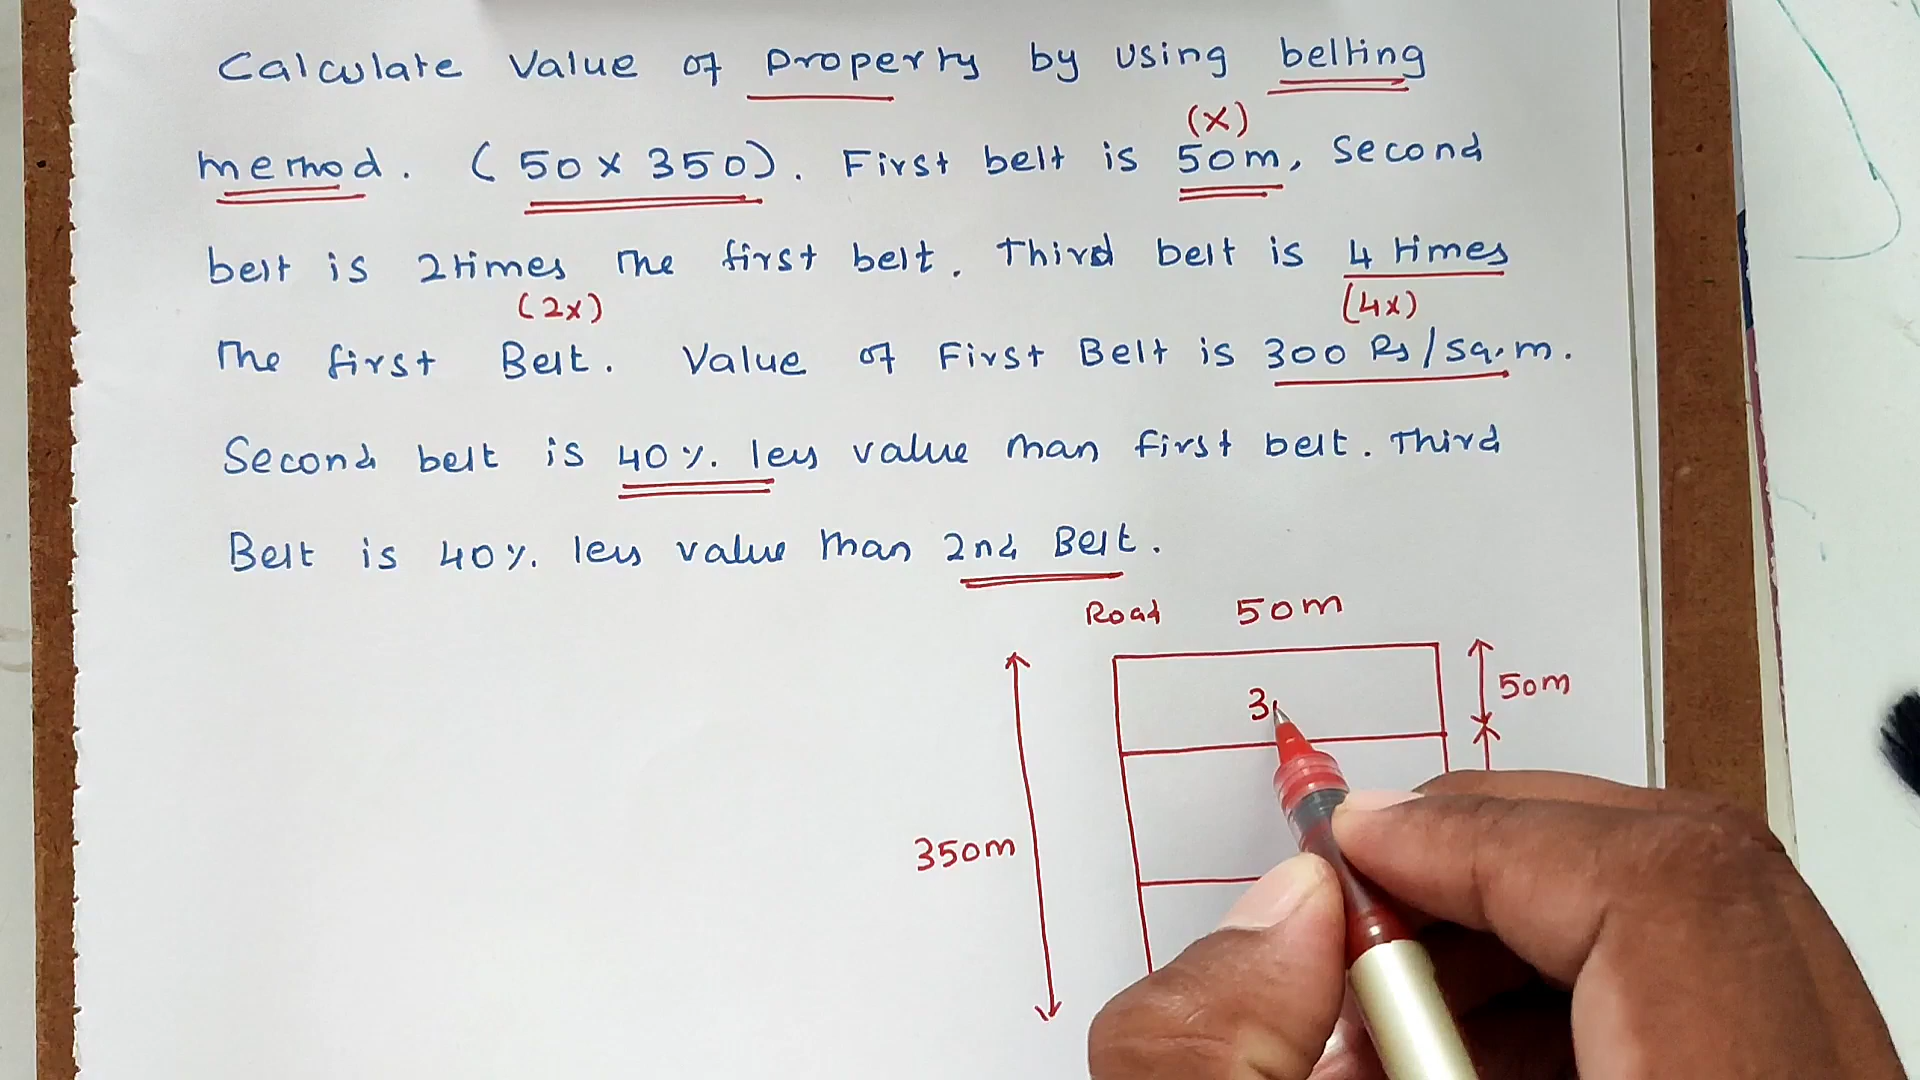 Calculate Value of property by using belting
(x)
method. (50 x 350). First belt is 50m, second
belt is 2times the first belt. Third belt is 4 times
(2x) (4x)
The first Belt. Value of First Belt is 300 Rs/sq.m.
Second belt is 40%. less value than first belt. Third
Belt is 40%. less value than 2nd Belt.
Road 50m
50m
3
350m